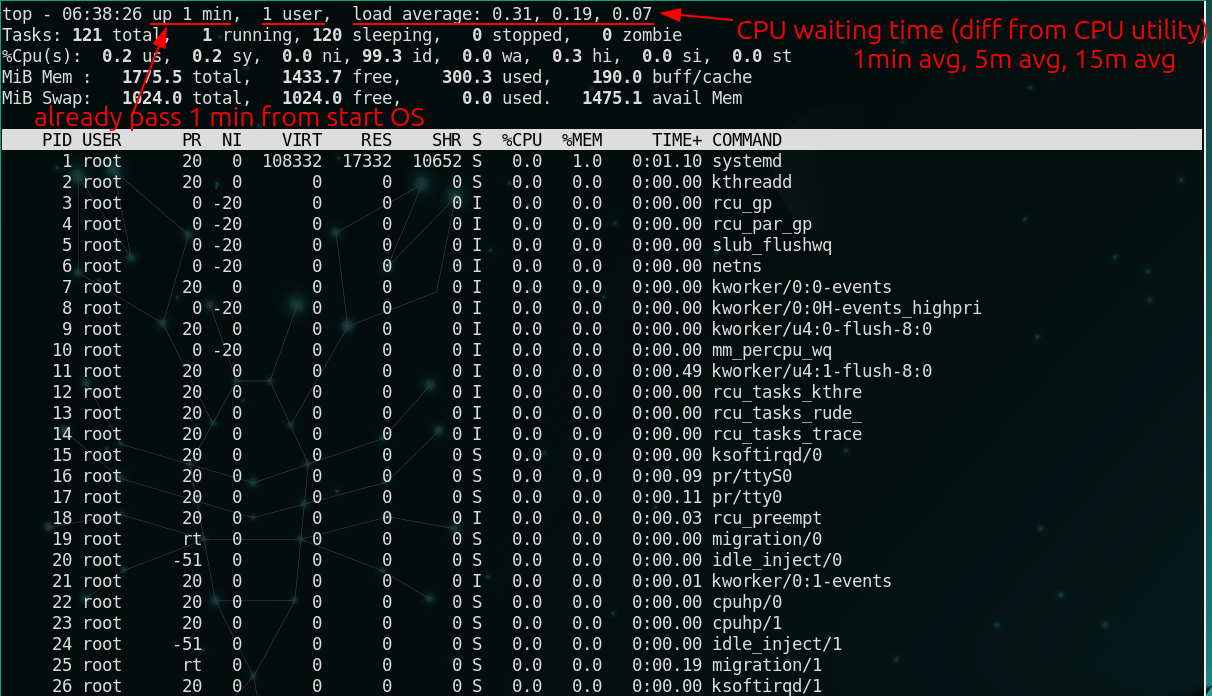 top - 06:38:26 up 1 min,  1 user,  load average: 0.31, 0.19, 0.07
CPU waiting time (diff from CPU utility)
1min avg, 5m avg, 15m avg
Tasks: 121 total,   1 running, 120 sleeping,   0 stopped,   0 zombie
%Cpu(s):  0.2 us,  0.2 sy,  0.0 ni, 99.3 id,  0.0 wa,  0.3 hi,  0.0 si,  0.0 st
MiB Mem :   1775.5 total,   1433.7 free,    300.3 used,    190.0 buff/cache
MiB Swap:   1024.0 total,   1024.0 free,      0.0 used.   1475.1 avail Mem
already pass 1 min from start OS
PID USER      PR  NI    VIRT    RES    SHR S  %CPU  %MEM     TIME+ COMMAND
1 root      20   0  108332  17332  10652 S   0.0   1.0   0:01.10 systemd
2 root      20   0       0      0      0 S   0.0   0.0   0:00.00 kthreadd
3 root       0 -20       0      0      0 I   0.0   0.0   0:00.00 rcu_gp
4 root       0 -20       0      0      0 I   0.0   0.0   0:00.00 rcu_par_gp
5 root       0 -20       0      0      0 I   0.0   0.0   0:00.00 slub_flushwq
6 root       0 -20       0      0      0 I   0.0   0.0   0:00.00 netns
7 root      20   0       0      0      0 I   0.0   0.0   0:00.00 kworker/0:0-events
8 root       0 -20       0      0      0 I   0.0   0.0   0:00.00 kworker/0:0H-events_highpri
9 root      20   0       0      0      0 I   0.0   0.0   0:00.00 kworker/u4:0-flush-8:0
10 root       0 -20       0      0      0 I   0.0   0.0   0:00.00 mm_percpu_wq
11 root      20   0       0      0      0 I   0.0   0.0   0:00.49 kworker/u4:1-flush-8:0
12 root      20   0       0      0      0 I   0.0   0.0   0:00.00 rcu_tasks_kthre
13 root      20   0       0      0      0 I   0.0   0.0   0:00.00 rcu_tasks_rude_
14 root      20   0       0      0      0 I   0.0   0.0   0:00.00 rcu_tasks_trace
15 root      20   0       0      0      0 S   0.0   0.0   0:00.00 ksoftirqd/0
16 root      20   0       0      0      0 S   0.0   0.0   0:00.09 pr/ttyS0
17 root      20   0       0      0      0 S   0.0   0.0   0:00.11 pr/tty0
18 root      20   0       0      0      0 I   0.0   0.0   0:00.03 rcu_preempt
19 root      rt   0       0      0      0 S   0.0   0.0   0:00.00 migration/0
20 root     -51   0       0      0      0 S   0.0   0.0   0:00.00 idle_inject/0
21 root      20   0       0      0      0 I   0.0   0.0   0:00.01 kworker/0:1-events
22 root      20   0       0      0      0 S   0.0   0.0   0:00.00 cpuhp/0
23 root      20   0       0      0      0 S   0.0   0.0   0:00.00 cpuhp/1
24 root     -51   0       0      0      0 S   0.0   0.0   0:00.00 idle_inject/1
25 root      rt   0       0      0      0 S   0.0   0.0   0:00.19 migration/1
26 root      20   0       0      0      0 S   0.0   0.0   0:00.00 ksoftirqd/1